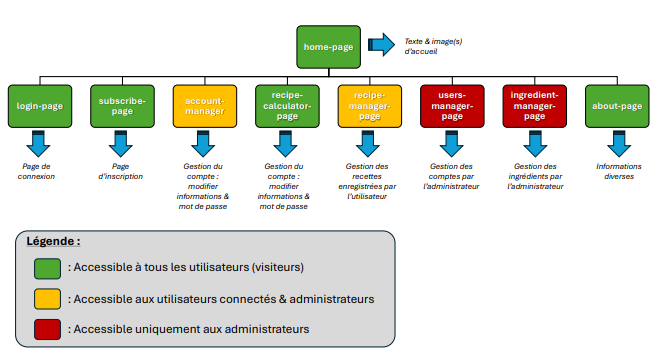 home-page
Texte & image(s)
d'accueil
login-page
subscribe-
page
account-
manager
recipe-
calculator-
page
recipe-
manager-
page
users-
manager-
page
ingredient-
manager-
page
about-page
Page de
connexion
Page
d'inscription
Gestion du
compte :
modifier
informations &
mot de passe
Gestion du
compte :
modifier
informations &
mot de passe
Gestion des
recettes
enregistrées par
l'utilisateur
Gestion des
comptes par
l'administrateur
Gestion des
ingrédients par
l'administrateur
Informations
diverses
Légende :
: Accessible à tous les utilisateurs (visiteurs)
: Accessible aux utilisateurs connectés & administrateurs
: Accessible uniquement aux administrateurs